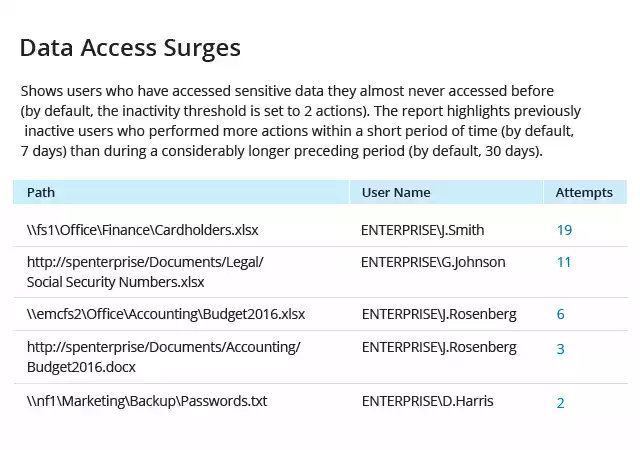 Data Access Surges
Shows users who have accessed sensitive data they almost never accessed before
(by default, the inactivity threshold is set to 2 actions). The report highlights previously
inactive users who performed more actions within a short period of time (by default,
7 days) than during a considerably longer preceding period (by default, 30 days).
Path User Name Attempts
\\fs1\Office\Finance\Cardholders.xlsx ENTERPRISE\J.Smith 19
http://spenterprise/Documents/Legal/ ENTERPRISE\G.Johnson 11
Social Security Numbers.xlsx
\\emcfs2\Office\Accounting\Budget2016.xlsx ENTERPRISE\J.Rosenberg 6
http://spenterprise/Documents/Accounting/ ENTERPRISE\J.Rosenberg 3
Budget2016.docx
\\nf1\Marketing\Backup\Passwords.txt ENTERPRISE\D.Harris 2